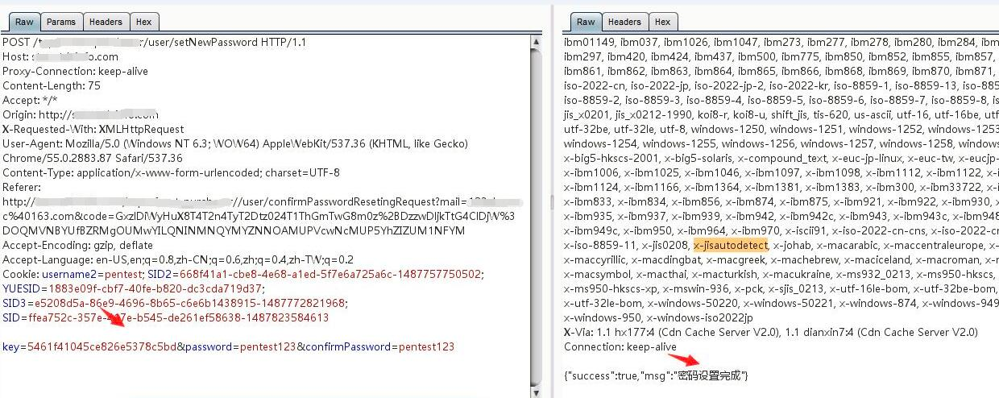 Raw Params Headers Hex
POST /t :/user/setNewPassword HTTP/1.1
Host: s fo.com
Proxy-Connection: keep-alive
Content-Length: 75
Accept: */*
Origin: http://s .com
X-Requested-With: XMLHttpRequest
User-Agent: Mozilla/5.0 (Windows NT 6.3; WOW64) AppleWebKit/537.36 (KHTML, like Gecko)
Chrome/55.0.2883.87 Safari/537.36
Content-Type: application/x-www-form-urlencoded; charset=UTF-8
Referer:
http:// //user/confirmPasswordResetingRequest?mail=
c%40163.com&code=GxzlDiWyHuX8T4T2n4TyT2Dtz024T1ThGmTwG8m0z%2BDzzwDljkTtG4ClDjW%3
DOQMVNBYUfBZRMgOUMwYILQNINMNQYMYZNNOAMUPVcwNcMUP5YhZIZUM1NFYM
Accept-Encoding: gzip, deflate
Accept-Language: en-US,en;q=0.8,zh-CN;q=0.6,zh;q=0.4,zh-TW;q=0.2
Cookie: username2=pentest; SID2=668f41a1-cbe8-4e68-a1ed-5f7e6a725a6c-1487757750502;
YUESID=1883e09f-cbf7-40fe-b820-dc3cda719d37;
SID3=e5208d5a-86e9-4696-8b65-c6e6b1438915-1487772821968;
SID=ffea752c-357e-4 7e-b545-de261ef58638-1487823584613
key=5461f41045ce826e5378c5bd&password=pentest123&confirmPassword=pentest123
Raw Headers Hex
ibm01149, ibm037, ibm1026, ibm1047, ibm273, ibm277, ibm278, ibm280, ibm284, ibm
ibm297, ibm420, ibm424, ibm437, ibm500, ibm775, ibm850, ibm852, ibm855, ibm857,
ibm861, ibm862, ibm863, ibm864, ibm865, ibm866, ibm868, ibm869, ibm870, ibm871,
iso-2022-cn, iso-2022-jp, iso-2022-jp-2, iso-2022-kr, iso-8859-1, iso-8859-13, iso-885
iso-8859-2, iso-8859-3, iso-8859-4, iso-8859-5, iso-8859-6, iso-8859-7, iso-8859-8, is
jis_x0201, jis_x0212-1990, koi8-r, koi8-u, shift_jis, tis-620, us-ascii, utf-16, utf-16be, utf-
utf-32be, utf-32le, utf-8, windows-1250, windows-1251, windows-1252, windows-1253
windows-1254, windows-1255, windows-1256, windows-1257, windows-1258, windows-
x-big5-hkscs-2001, x-big5-solaris, x-compound_text, x-euc-jp-linux, x-euc-tw, x-eucjp-
x-ibm1006, x-ibm1025, x-ibm1046, x-ibm1097, x-ibm1098, x-ibm1112, x-ibm1122, x-i
x-ibm1124, x-ibm1166, x-ibm1364, x-ibm1381, x-ibm1383, x-ibm300, x-ibm33722, x-i
x-ibm833, x-ibm834, x-ibm856, x-ibm874, x-ibm875, x-ibm921, x-ibm922, x-ibm930, x
x-ibm935, x-ibm937, x-ibm939, x-ibm942, x-ibm942c, x-ibm943, x-ibm943c, x-ibm948
x-ibm949c, x-ibm950, x-ibm964, x-ibm970, x-iscii91, x-iso-2022-cn-cns, x-iso-2022-cn
x-iso-8859-11, x-jis0208, x-jisautodetect, x-johab, x-macarabic, x-maccentraleurope, x-
x-maccyrillic, x-macdingbat, x-macgreek, x-machebrew, x-maciceland, x-macroman, x-m
x-macsymbol, x-macthai, x-macturkish, x-macukraine, x-ms932_0213, x-ms950-hkscs,
x-ms950-hkscs-xp, x-mswin-936, x-pck, x-sjis_0213, x-utf-16le-bom, x-utf-32be-bom,
x-utf-32le-bom, x-windows-50220, x-windows-50221, x-windows-874, x-windows-949
x-windows-950, x-windows-iso2022jp
X-Via: 1.1 hx177:4 (Cdn Cache Server V2.0), 1.1 dianxin7:4 (Cdn Cache Server V2.0)
Connection: keep-alive
{"success":true,"msg":"密码设置完成"}